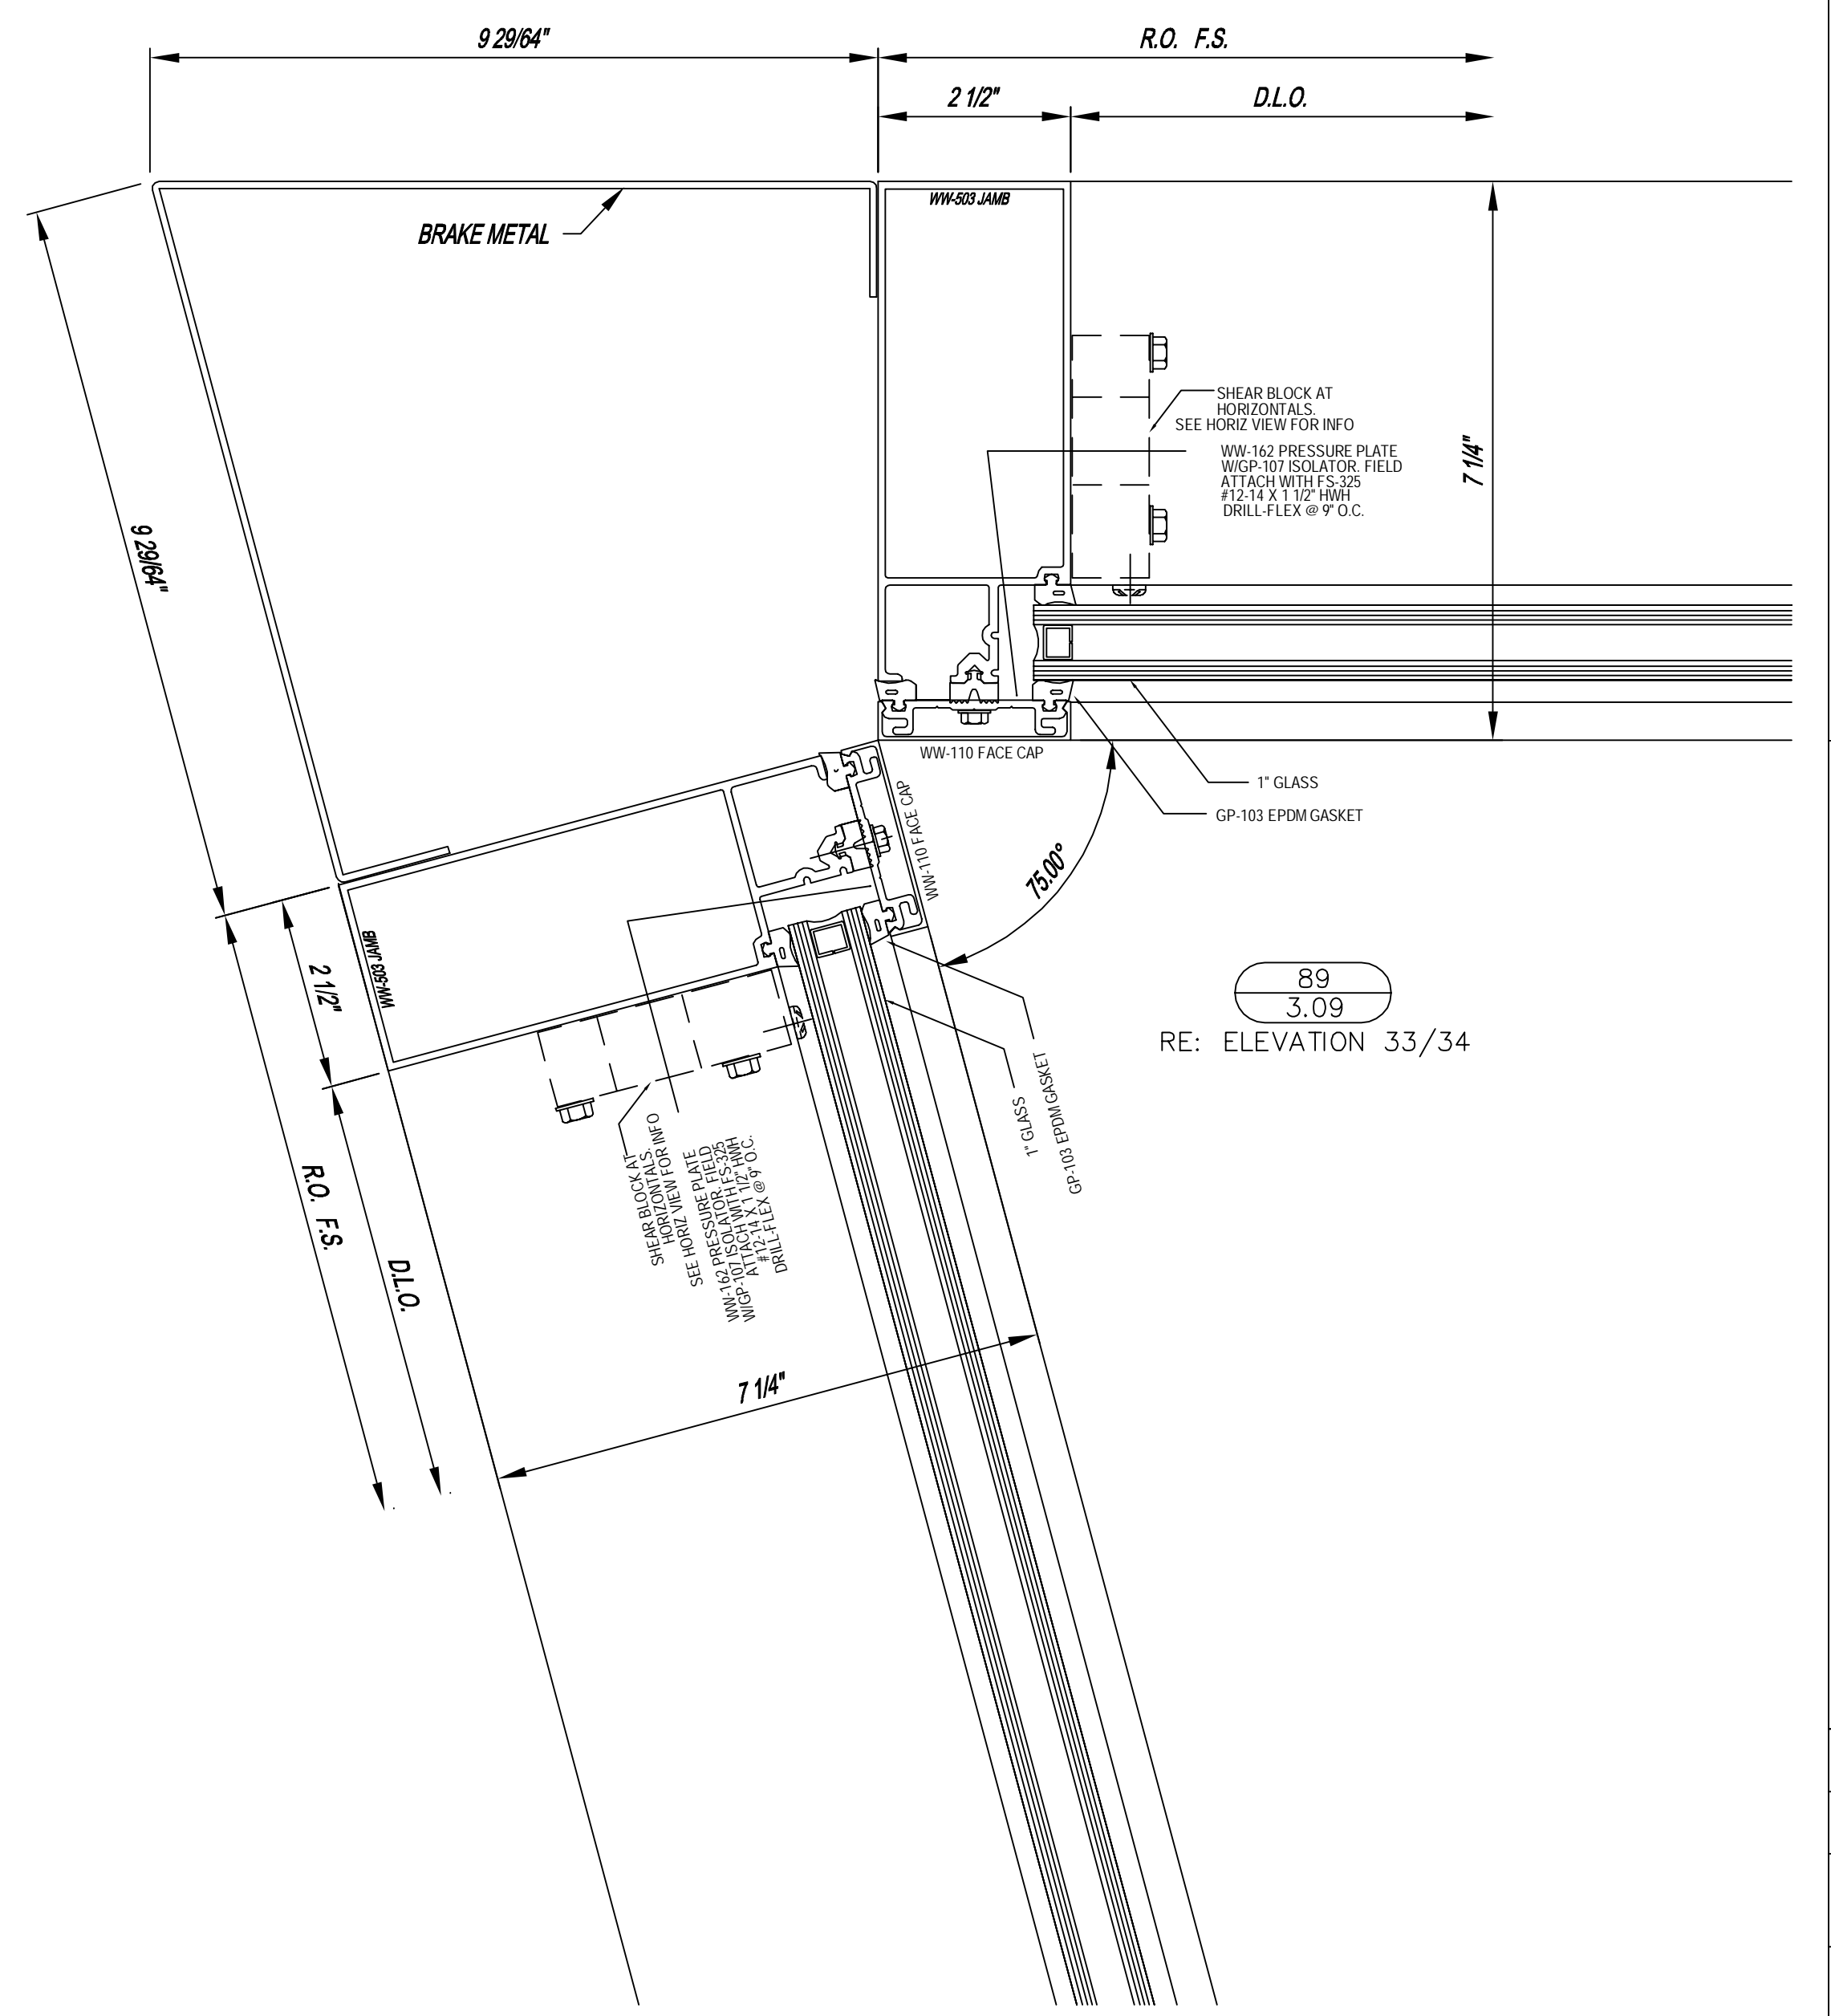 9 29/64"
R.O. F.S.
2 1/2"
D.L.O.
WW-503 JAMB
BRAKE METAL
SHEAR BLOCK AT
HORIZONTALS.
SEE HORIZ VIEW FOR INFO
WW-162 PRESSURE PLATE
W/GP-107 ISOLATOR. FIELD
ATTACH WITH FS-325
#12-14 X 1 1/2" HWH
DRILL-FLEX @ 9" O.C.
7 1/4"
9 29/64"
WW-110 FACE CAP
1" GLASS
GP-103 EPDM GASKET
WW-110 FACE CAP
75.00°
WW-503 JAMB
2 1/2"
89
3.09
RE: ELEVATION 33/34
1" GLASS
GP-103 EPDM GASKET
SHEAR BLOCK AT
HORIZONTALS.
SEE HORIZ VIEW FOR INFO
WW-162 PRESSURE PLATE
W/GP-107 ISOLATOR. FIELD
ATTACH WITH FS-325
#12-14 X 1 1/2" HWH
DRILL-FLEX @ 9" O.C.
R.O. F.S.
D.L.O.
7 1/4"